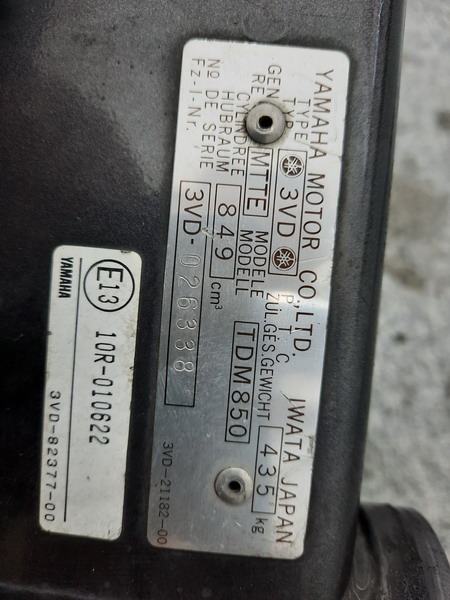 YAMAHA MOTOR CO., LTD. IWATA JAPAN
TYPE 3VD P.T.C. 435 kg
ZUL.GES.GEWICHT
GENRE MTTE MODELE TDM850
MODELL
CYLINDREE 849 cm³
HUBRAUM
No DE SERIE 3VD-026338
Fz-I-Nr.
3VD-21182-00
E13 10R-010622
YAMAHA 3VD-82377-00